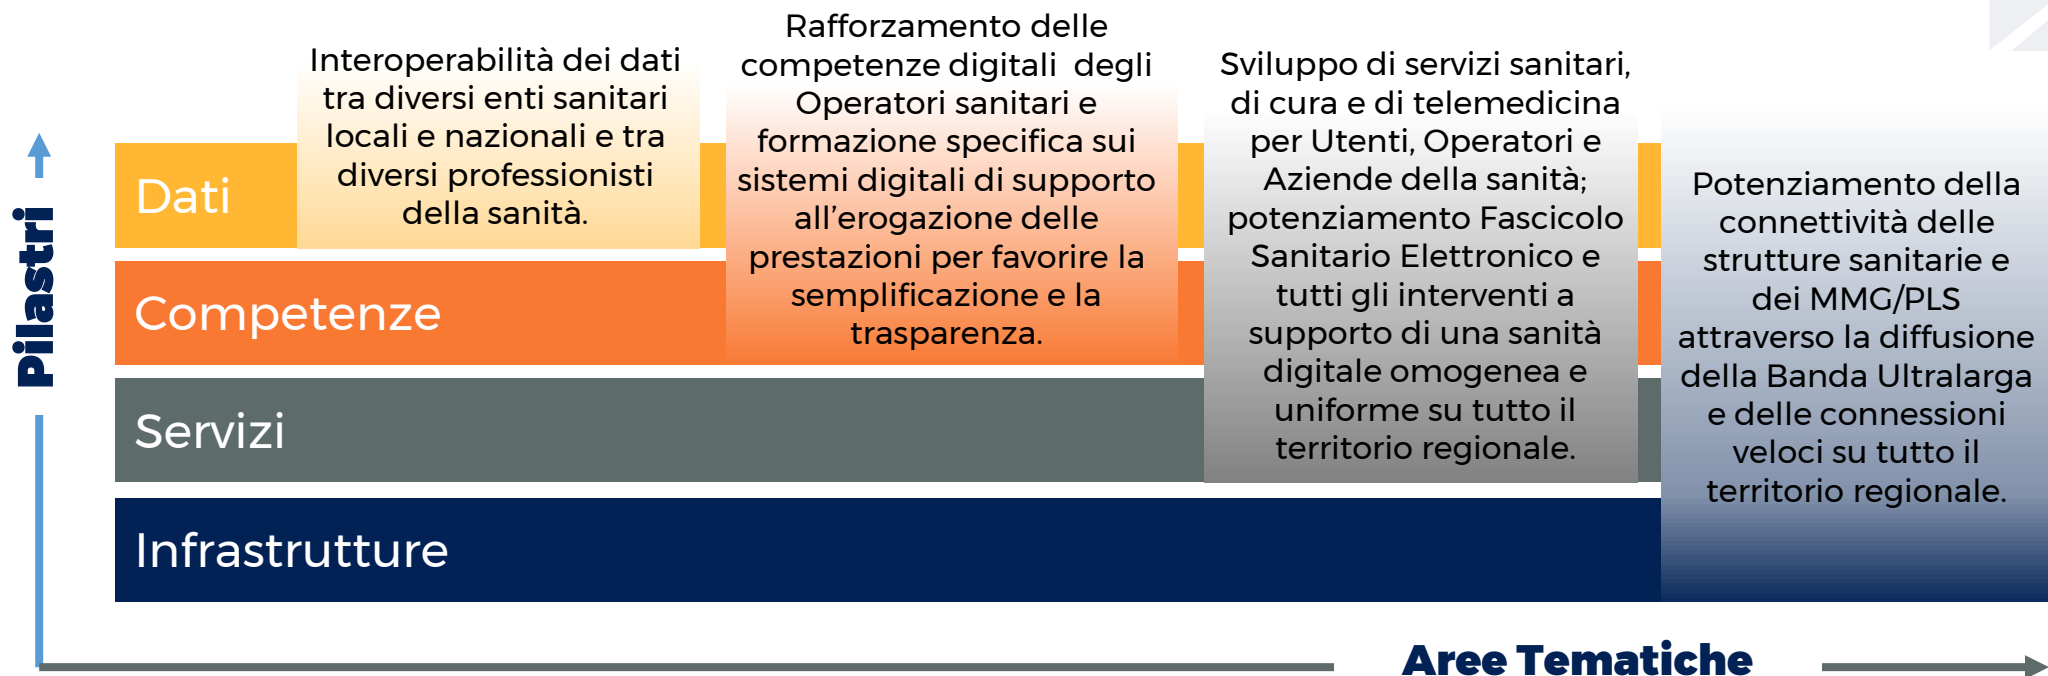 Pilastri
Dati
Interoperabilità dei dati
tra diversi enti sanitari
locali e nazionali e tra
diversi professionisti
della sanità.
Competenze
Rafforzamento delle
competenze digitali degli
Operatori sanitari e
formazione specifica sui
sistemi digitali di supporto
all’erogazione delle
prestazioni per favorire la
semplificazione e la
trasparenza.
Servizi
Sviluppo di servizi sanitari,
di cura e di telemedicina
per Utenti, Operatori e
Aziende della sanità;
potenziamento Fascicolo
Sanitario Elettronico e
tutti gli interventi a
supporto di una sanità
digitale omogenea e
uniforme su tutto il
territorio regionale.
Infrastrutture
Potenziamento della
connettività delle
strutture sanitarie e
dei MMG/PLS
attraverso la diffusione
della Banda Ultralarga
e delle connessioni
veloci su tutto il
territorio regionale.
Aree Tematiche